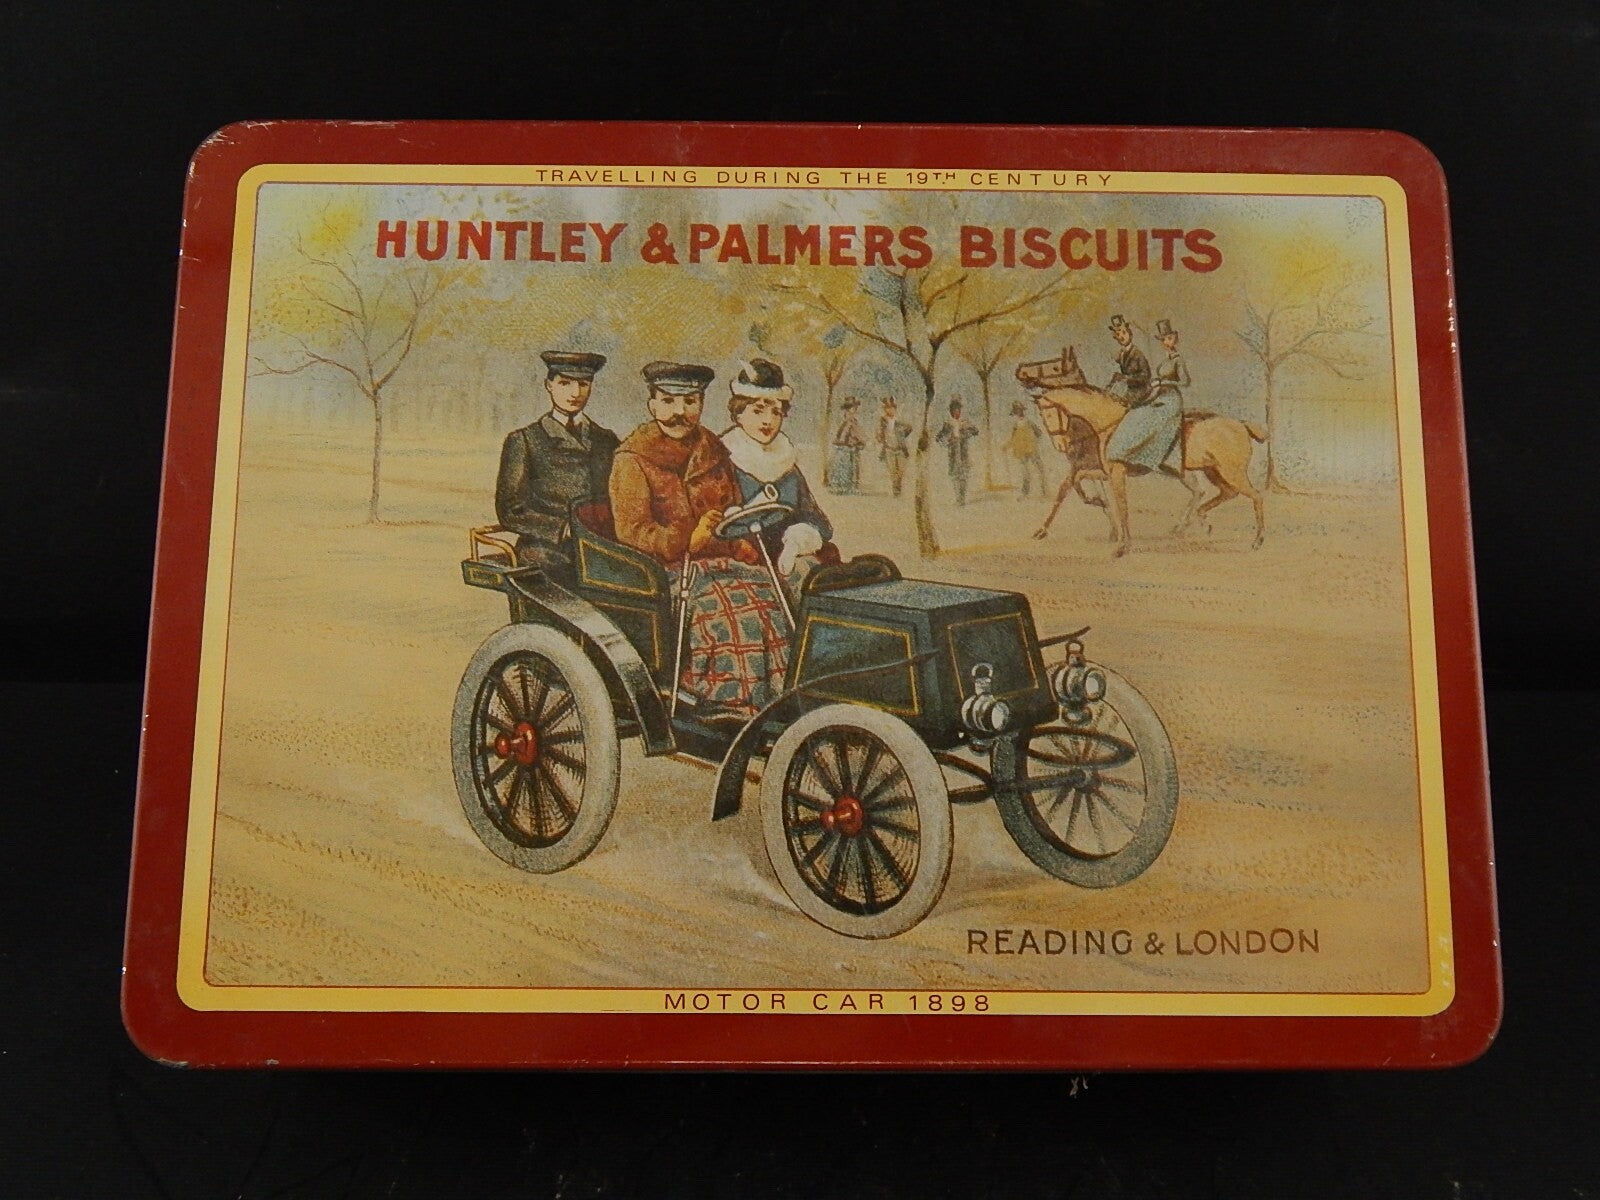 TRAVELLING DURING THE 19TH CENTURY
HUNTLEY & PALMERS BISCUITS
READING & LONDON
MOTOR CAR 1898